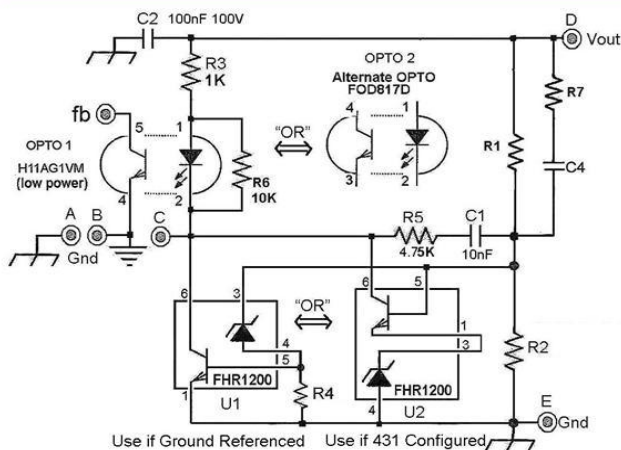 C2 100nF 100V
D
Vout
R3
1K
OPTO 2
Alternate OPTO
FOD817D
R7
fb
OPTO 1
H11AG1VM
(low power)
5
1
4
2
"OR"
4
1
3
2
R6
10K
R1
C4
A
B
C
Gnd
R5
4.75K
C1
10nF
6
3
4
5
1
FHR1200
U1
"OR"
R4
6
5
1
3
4
FHR1200
U2
R2
E
Gnd
Use if Ground Referenced
Use if 431 Configured